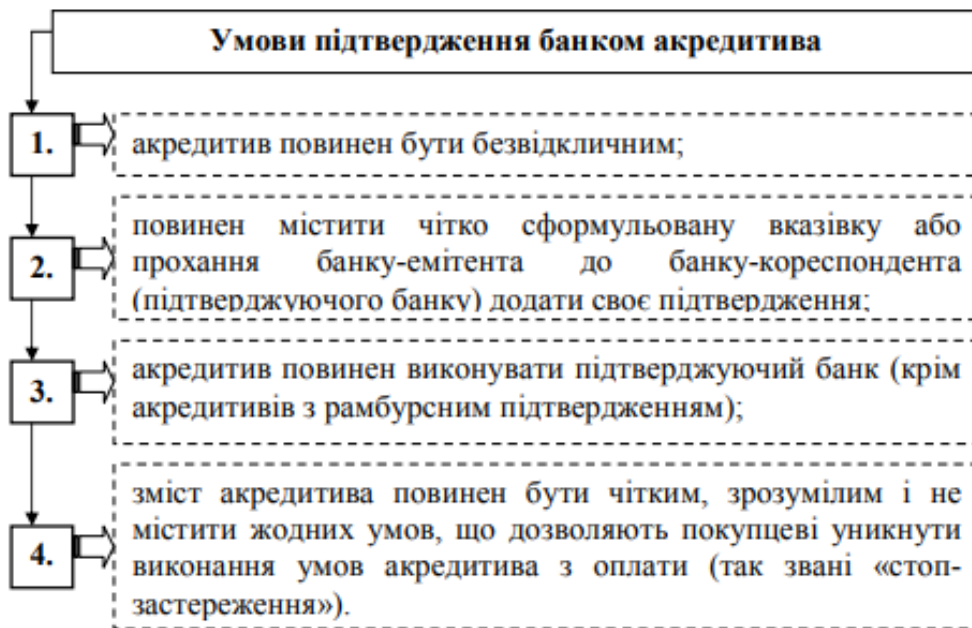 Умови підтвердження банком акредитива
1.
акредитив повинен бути безвідкличним;
2.
повинен містити чітко сформульовану вказівку або
прохання банку-емітента до банку-кореспондента
(підтверджуючого банку) додати своє підтвердження;
3.
акредитив повинен виконувати підтверджуючий банк (крім
акредитивів з рамбурсним підтвердженням);
4.
зміст акредитива повинен бути чітким, зрозумілим і не
містити жодних умов, що дозволяють покупцеві уникнути
виконання умов акредитива з оплати (так звані «стоп-
застереження»).